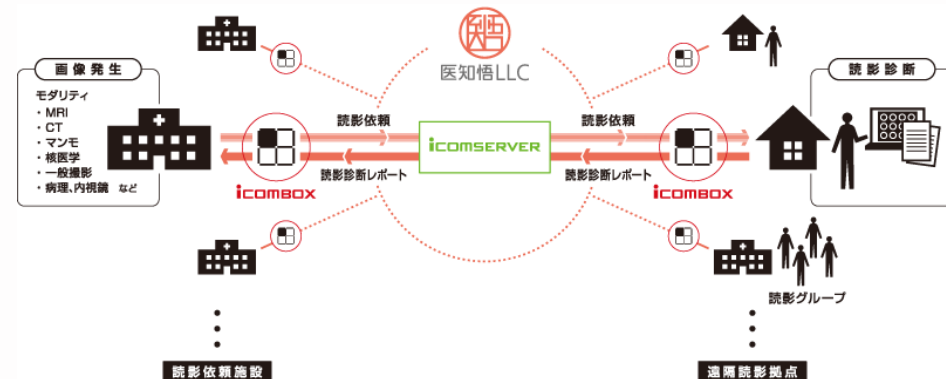 医知悟
医知悟LLC
画像発生
モダリティ
・MRI
・CT
・マンモ
・核医学
・一般撮影
・病理、内視鏡 など
読影依頼
読影診断レポート
icombox
icomserver
読影依頼
読影診断レポート
icombox
読影診断
読影グループ
読影依頼施設
遠隔読影拠点